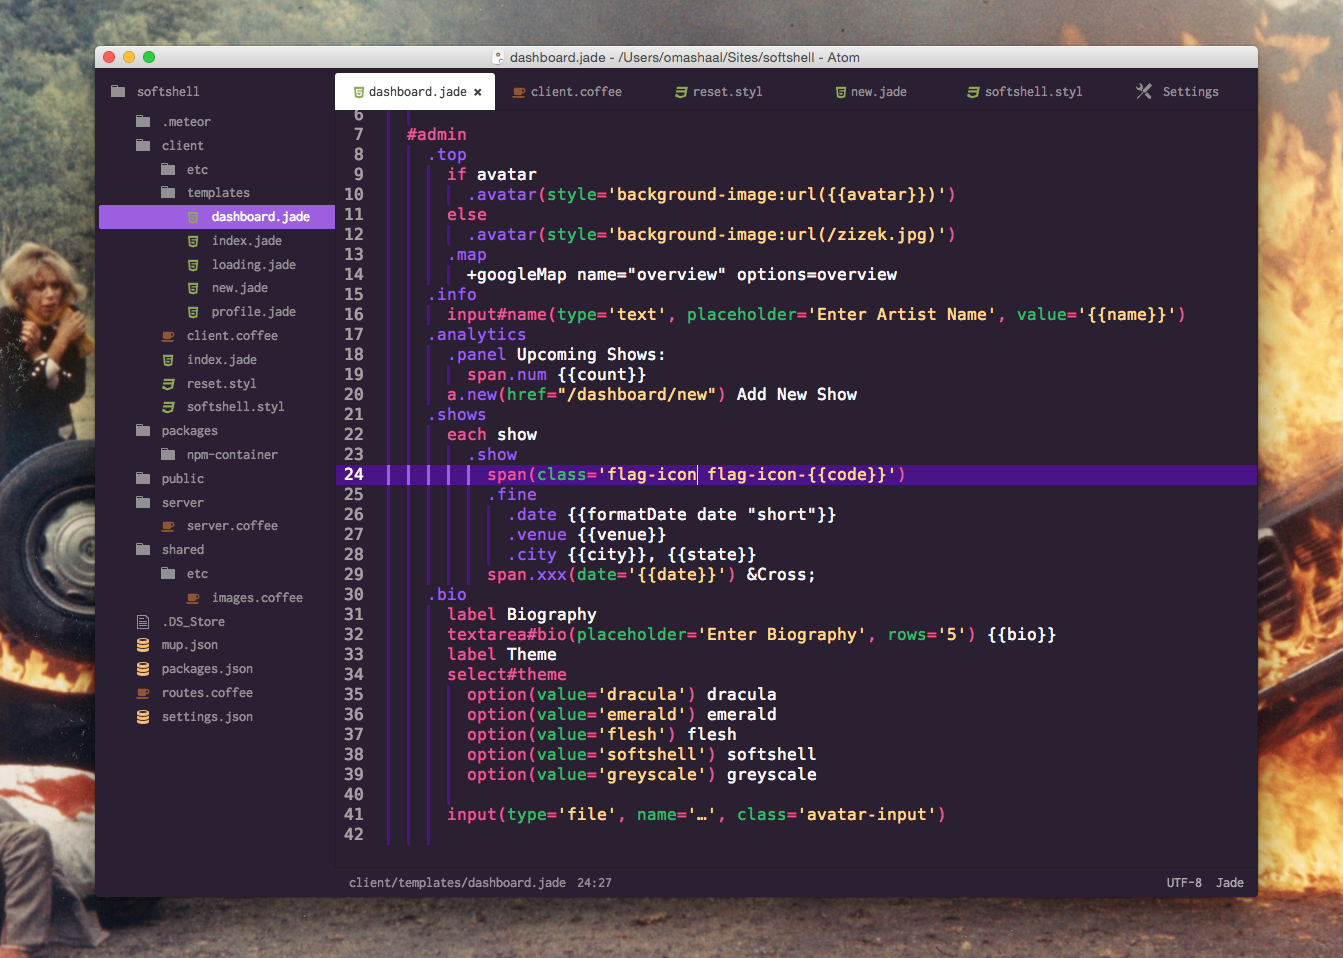 dashboard.jade - /Users/omashaal/Sites/softshell - Atom
softshell
.meteor
client
etc
templates
dashboard.jade
index.jade
loading.jade
new.jade
profile.jade
client.coffee
index.jade
reset.styl
softshell.styl
packages
npm-container
public
server
server.coffee
shared
etc
images.coffee
.DS_Store
mup.json
packages.json
routes.coffee
settings.json
dashboard.jade × client.coffee reset.styl new.jade softshell.styl Settings
6
7 #admin
8 .top
9 if avatar
10 .avatar(style='background-image:url({{avatar}})')
11 else
12 .avatar(style='background-image:url(/zizek.jpg)')
13 .map
14 +googleMap name="overview" options=overview
15 .info
16 input#name(type='text', placeholder='Enter Artist Name', value='{{name}}')
17 .analytics
18 .panel Upcoming Shows:
19 span.num {{count}}
20 a.new(href="/dashboard/new") Add New Show
21 .shows
22 each show
23 .show
24 span(class='flag-icon flag-icon-{{code}}')
25 .fine
26 .date {{formatDate date "short"}}
27 .venue {{venue}}
28 .city {{city}}, {{state}}
29 span.xxx(date='{{date}}') &Cross;
30 .bio
31 label Biography
32 textarea#bio(placeholder='Enter Biography', rows='5') {{bio}}
33 label Theme
34 select#theme
35 option(value='dracula') dracula
36 option(value='emerald') emerald
37 option(value='flesh') flesh
38 option(value='softshell') softshell
39 option(value='greyscale') greyscale
40
41 input(type='file', name='…', class='avatar-input')
42
client/templates/dashboard.jade 24:27 UTF-8 Jade